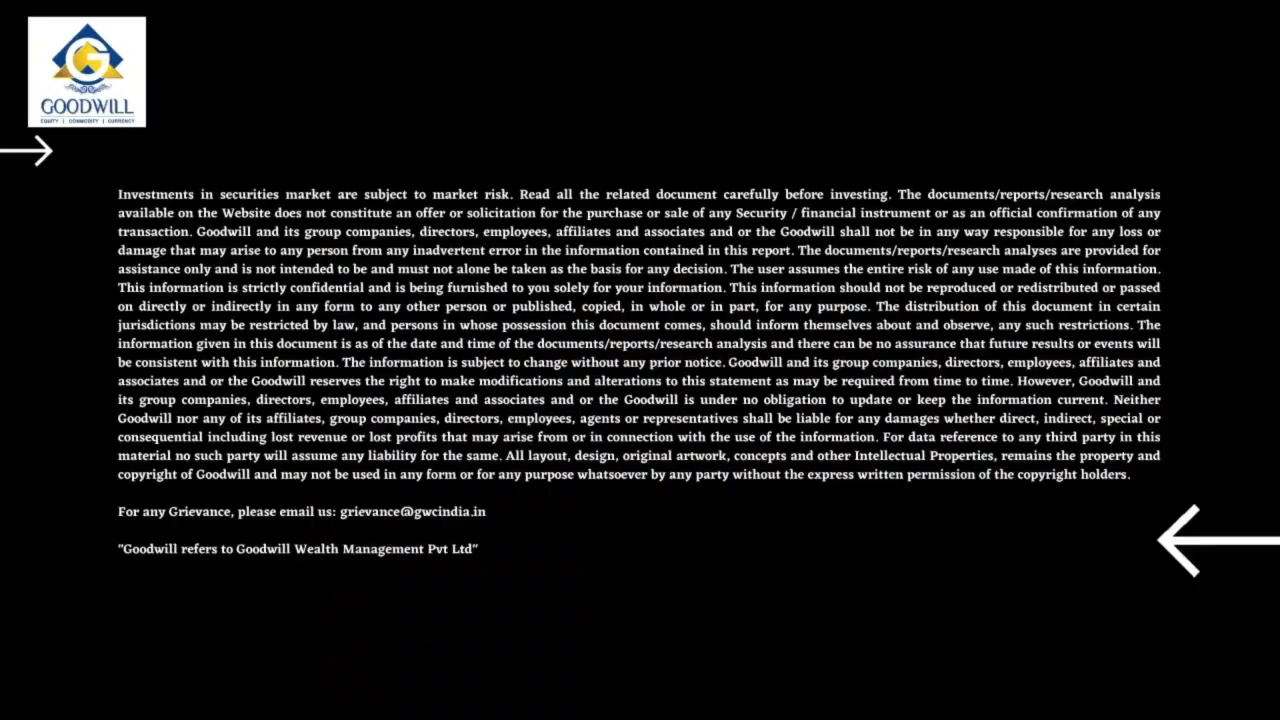 GOODWILL
EQUITY | COMMODITY | CURRENCY
Investments in securities market are subject to market risk. Read all the related document carefully before investing. The documents/reports/research analysis
available on the Website does not constitute an offer or solicitation for the purchase or sale of any Security / financial instrument or as an official confirmation of any
transaction. Goodwill and its group companies, directors, employees, affiliates and associates and or the Goodwill shall not be in any way responsible for any loss or
damage that may arise to any person from any inadvertent error in the information contained in this report. The documents/reports/research analyses are provided for
assistance only and is not intended to be and must not alone be taken as the basis for any decision. The user assumes the entire risk of any use made of this information.
This information is strictly confidential and is being furnished to you solely for your information. This information should not be reproduced or redistributed or passed
on directly or indirectly in any form to any other person or published, copied, in whole or in part, for any purpose. The distribution of this document in certain
jurisdictions may be restricted by law, and persons in whose possession this document comes, should inform themselves about and observe, any such restrictions. The
information given in this document is as of the date and time of the documents/reports/research analysis and there can be no assurance that future results or events will
be consistent with this information. The information is subject to change without any prior notice. Goodwill and its group companies, directors, employees, affiliates and
associates and or the Goodwill reserves the right to make modifications and alterations to this statement as may be required from time to time. However, Goodwill and
its group companies, directors, employees, affiliates and associates and or the Goodwill is under no obligation to update or keep the information current. Neither
Goodwill nor any of its affiliates, group companies, directors, employees, agents or representatives shall be liable for any damages whether direct, indirect, special or
consequential including lost revenue or lost profits that may arise from or in connection with the use of the information. For data reference to any third party in this
material no such party will assume any liability for the same. All layout, design, original artwork, concepts and other Intellectual Properties, remains the property and
copyright of Goodwill and may not be used in any form or for any purpose whatsoever by any party without the express written permission of the copyright holders.
For any Grievance, please email us: grievance@gwcindia.in
"Goodwill refers to Goodwill Wealth Management Pvt Ltd"